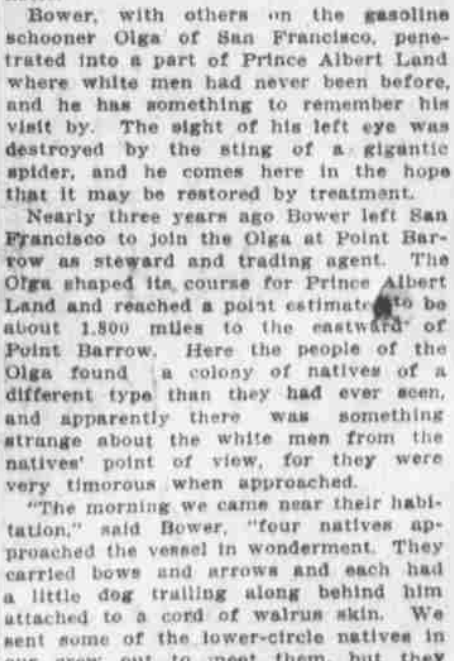 Bower, with others on the gasoline
schooner Olga of San Francisco, pene-
trated into a part of Prince Albert Land
where white men had never been before,
and he has something to remember his
visit by. The sight of his left eye was
destroyed by the sting of a gigantic
spider, and he comes here in the hope
that it may be restored by treatment.
Nearly three years ago Bower left San
Francisco to join the Olga at Point Bar-
row as steward and trading agent. The
Olga shaped its course for Prince Albert
Land and reached a point estimated to be
about 1,800 miles to the eastward of
Point Barrow. Here the people of the
Olga found a colony of natives of a
different type than they had ever seen,
and apparently there was something
strange about the white men from the
natives' point of view, for they were
very timorous when approached.
"The morning we came near their habi-
tation," said Bower, "four natives ap-
proached the vessel in wonderment. They
carried bows and arrows and each had
a little dog trailing along behind him
attached to a cord of walrus skin. We
sent some of the lower-circle natives in
our crew out to meet them, but they